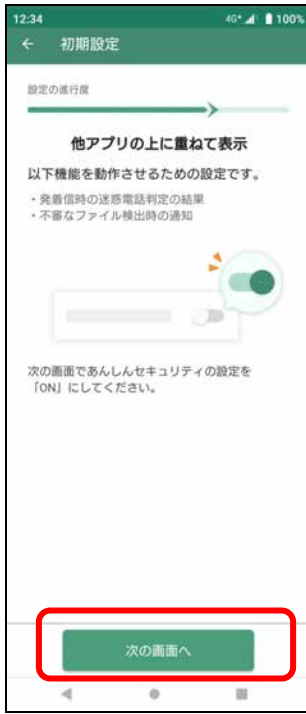 12:34
4G+ 100%
初期設定
設定の進行度
他アプリの上に重ねて表示
以下機能を動作させるための設定です。
・発着信時の迷惑電話判定の結果
・不審なファイル検出時の通知
次の画面であんしんセキュリティの設定を
「ON」にしてください。
次の画面へ